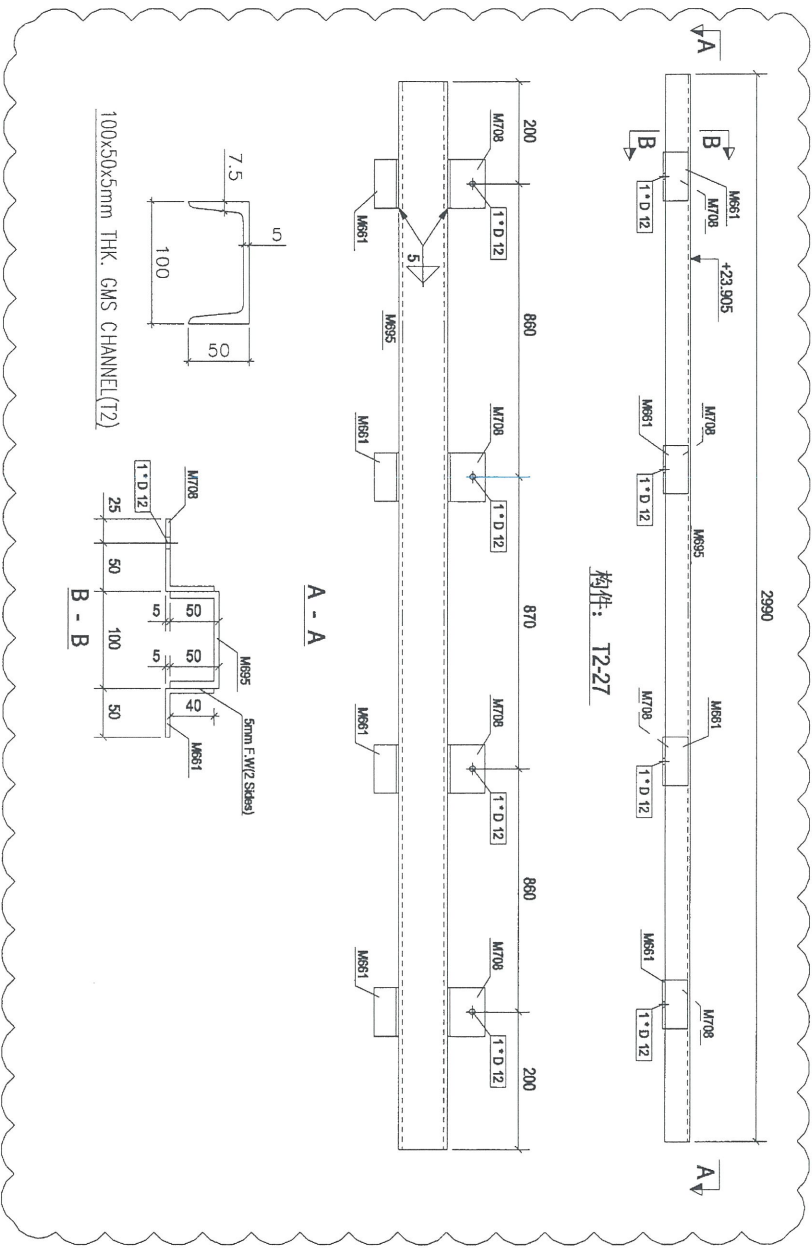 2990
A
A
B
B
M661
M708
1*D 12
+23.905
M708
M661
1*D 12
M695
M661
M708
1*D 12
M708
M661
1*D 12
构件: T2-27
200
860
870
860
200
M708
1*D 12
M661
5
M695
M708
1*D 12
M661
M708
1*D 12
M661
M708
1*D 12
M661
A - A
7.5
5
100
50
100x50x5mm THK. GMS CHANNEL(T2)
M708
1*D 12
M695
5
50
5
50
40
5mm F.W(2 Sides)
M661
25
50
100
50
B - B